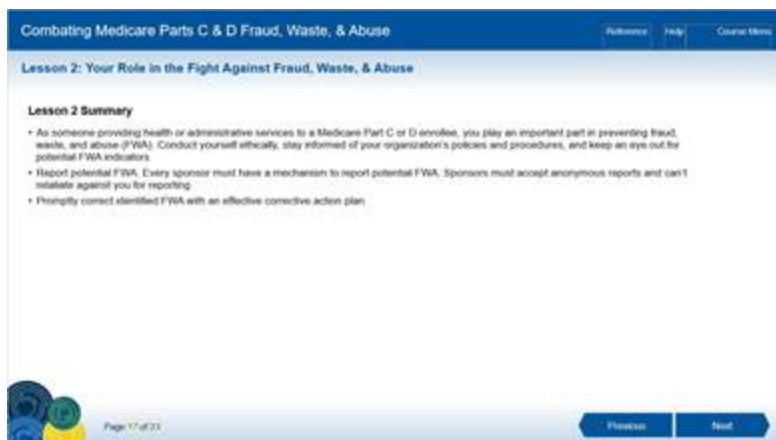 Combating Medicare Parts C & D Fraud, Waste, & Abuse
Reference Help Course Menu
Lesson 2: Your Role in the Fight Against Fraud, Waste, & Abuse
Lesson 2 Summary
• As someone providing health or administrative services to a Medicare Part C or D enrollee, you play an important part in preventing fraud,
waste, and abuse (FWA). Conduct yourself ethically, stay informed of your organization's policies and procedures, and keep an eye out for
potential FWA indicators
• Report potential FWA. Every sponsor must have a mechanism to report potential FWA. Sponsors must accept anonymous reports and can't
retaliate against you for reporting
• Promptly correct identified FWA with an effective corrective action plan
Page 17 of 23
Previous Next